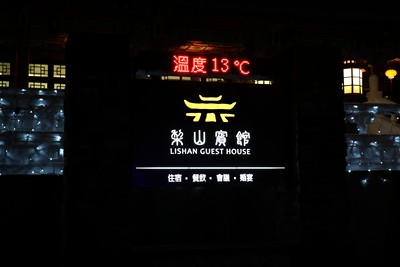 溫度 13 ℃
梨山賓館
LISHAN GUEST HOUSE
住宿 • 餐飲 • 會議 • 婚宴